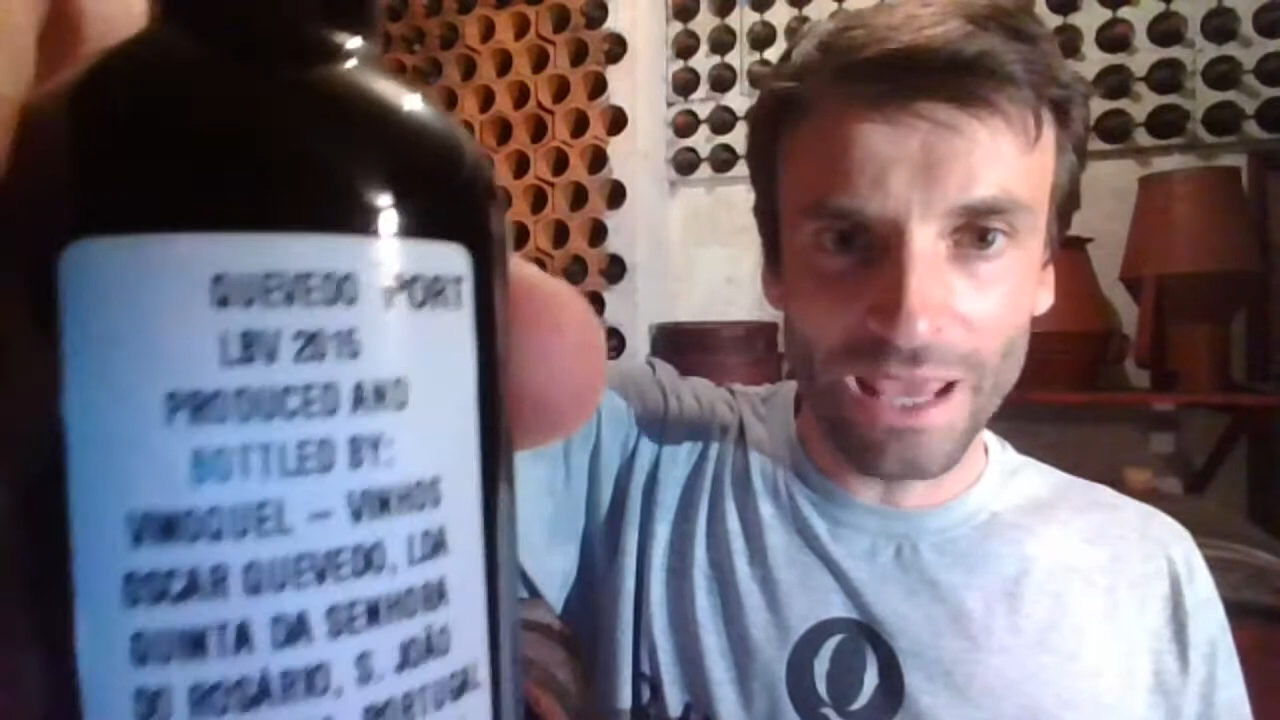 QUEVEDO PORT
LBV 2015
PRODUCED AND
BOTTLED BY:
VINOQUEL – VINHOS
OSCAR QUEVEDO, LDA
QUINTA DA SENHORA
DO ROSÁRIO, S. JOÃO
PORTUGAL
Q